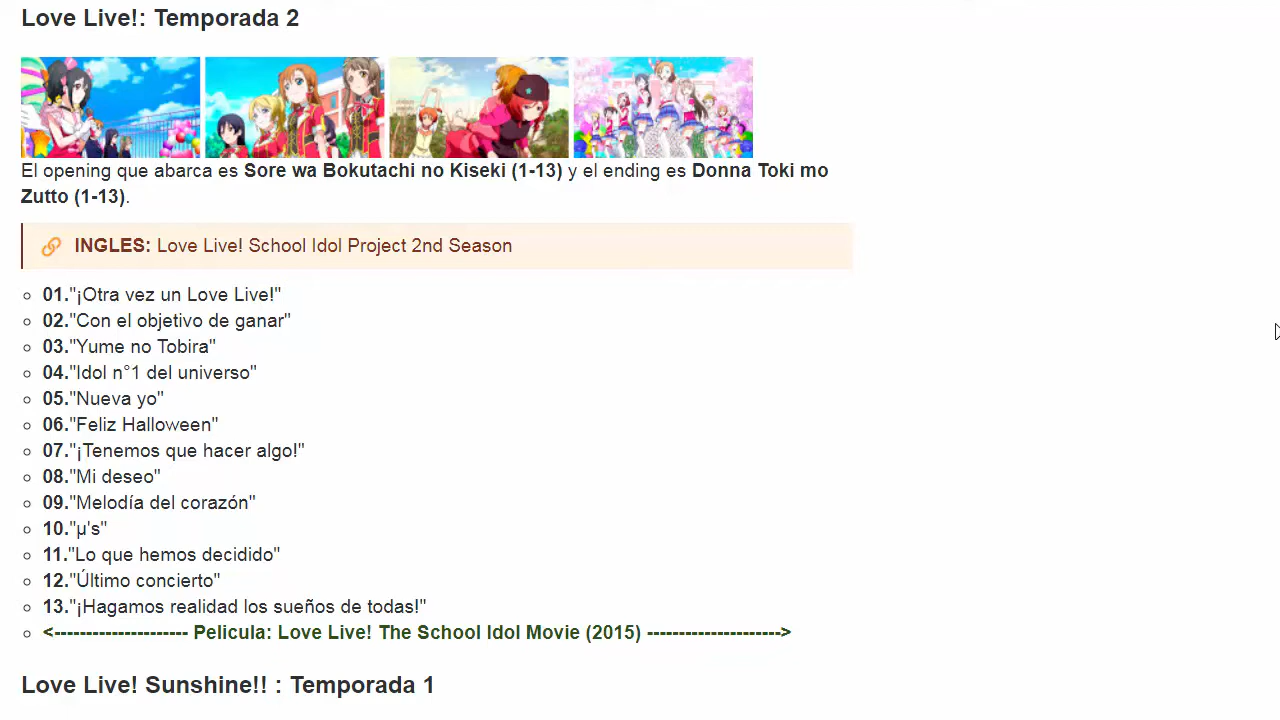 Love Live!: Temporada 2
El opening que abarca es Sore wa Bokutachi no Kiseki (1-13) y el ending es Donna Toki mo
Zutto (1-13).
INGLES: Love Live! School Idol Project 2nd Season
01."¡Otra vez un Love Live!"
02."Con el objetivo de ganar"
03."Yume no Tobira"
04."Idol n°1 del universo"
05."Nueva yo"
06."Feliz Halloween"
07."¡Tenemos que hacer algo!"
08."Mi deseo"
09."Melodía del corazón"
10."µ's"
11."Lo que hemos decidido"
12."Último concierto"
13."¡Hagamos realidad los sueños de todas!"
<--------------------- Pelicula: Love Live! The School Idol Movie (2015) --------------------->
Love Live! Sunshine!! : Temporada 1